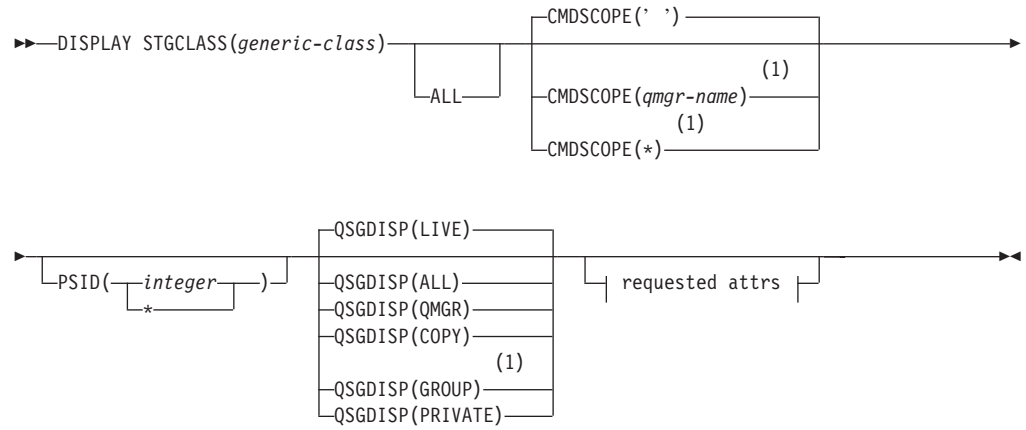 CMDSCOPE(’ ’)
DISPLAY STGCLASS(generic-class)
ALL
(1)
CMDSCOPE(qmgr-name)
(1)
CMDSCOPE(*)
QSGDISP(LIVE)
PSID( integer )
*
QSGDISP(ALL)
QSGDISP(QMGR)
QSGDISP(COPY)
(1)
QSGDISP(GROUP)
QSGDISP(PRIVATE)
requested attrs